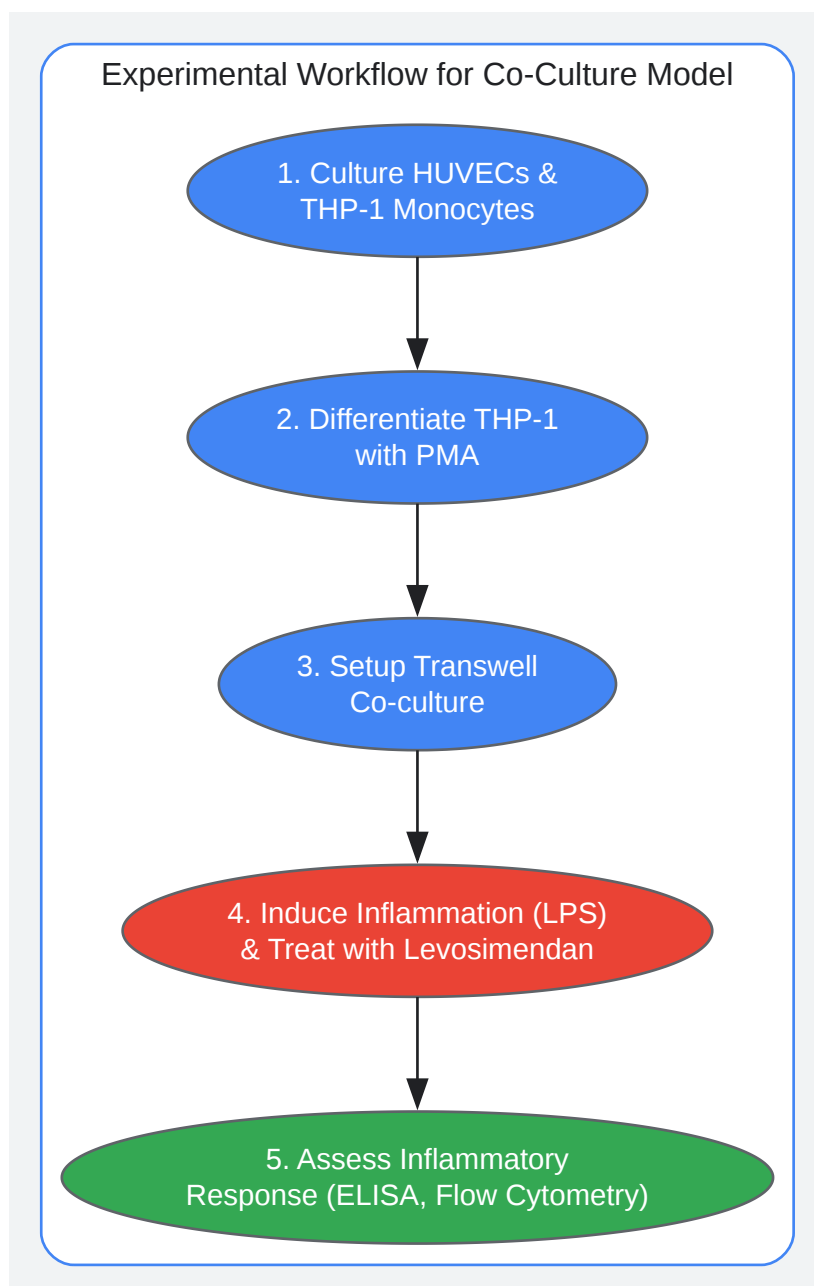 Experimental Workflow for Co-Culture Model
1. Culture HUVECs &
THP-1 Monocytes
2. Differentiate THP-1
with PMA
3. Setup Transwell
Co-culture
4. Induce Inflammation (LPS)
& Treat with Levosimendan
5. Assess Inflammatory
Response (ELISA, Flow Cytometry)